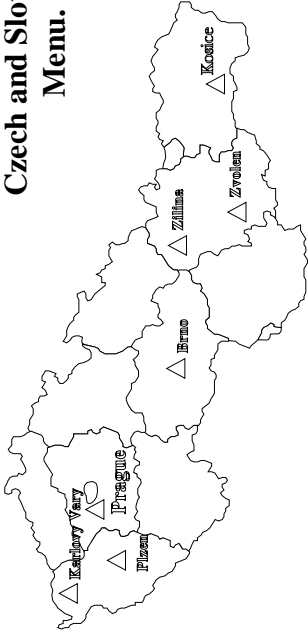 Czech and Slo
Menu.
Karlovy Vary
Prague
Plzen
Brno
Zilina
Zvolen
Kosice